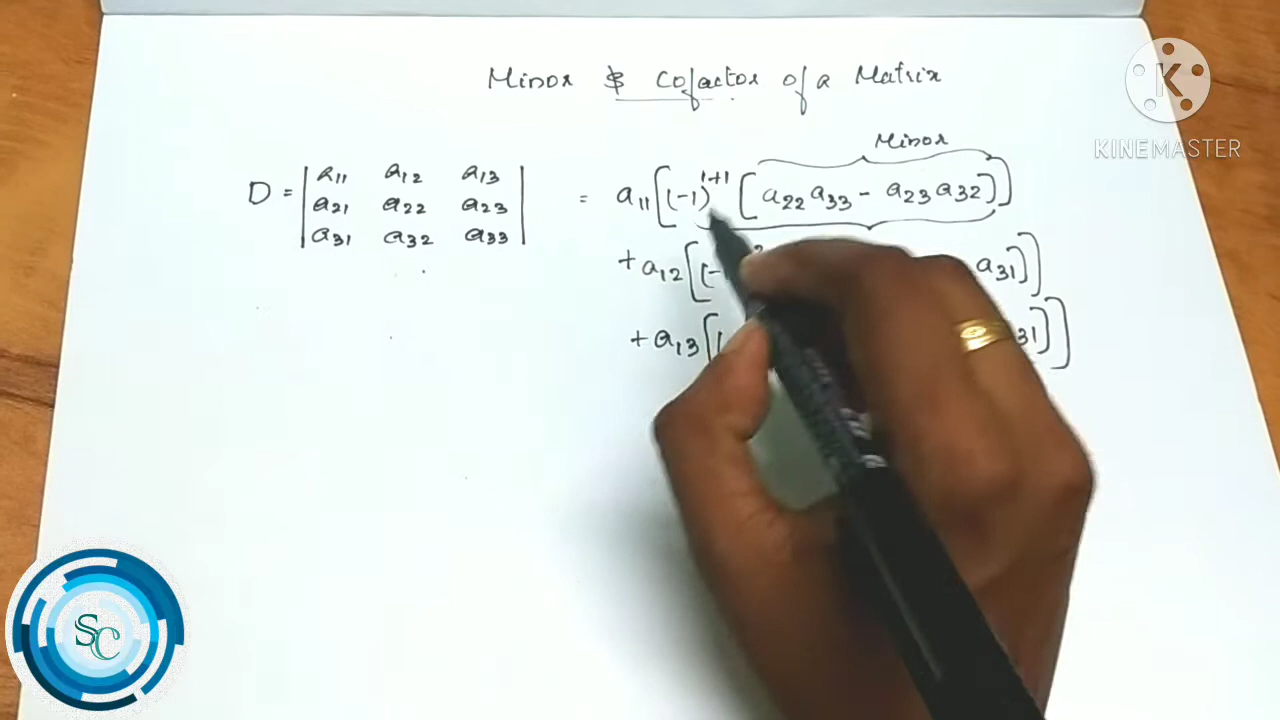 Minor & Cofactor of a Matrix
KINEMASTER
Minor
D = | a11 a12 a13 | = a11 [(-1)^1+1 [a22 a33 - a23 a32]]
| a21 a22 a23 |
| a31 a32 a33 |
+ a12 [(- a31]]
+ a13 [( 31]]
SC